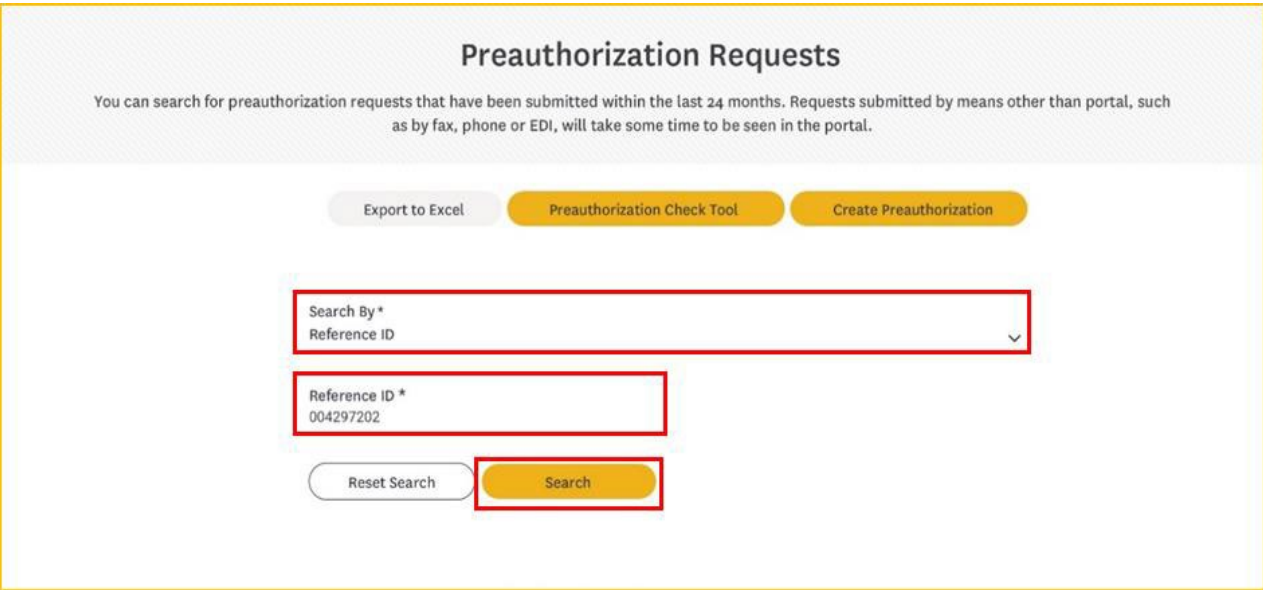 Preauthorization Requests
You can search for preauthorization requests that have been submitted within the last 24 months. Requests submitted by means other than portal, such
as by fax, phone or EDI, will take some time to be seen in the portal.
Export to Excel
Preauthorization Check Tool
Create Preauthorization
Search By*
Reference ID
Reference ID *
004297202
Reset Search
Search